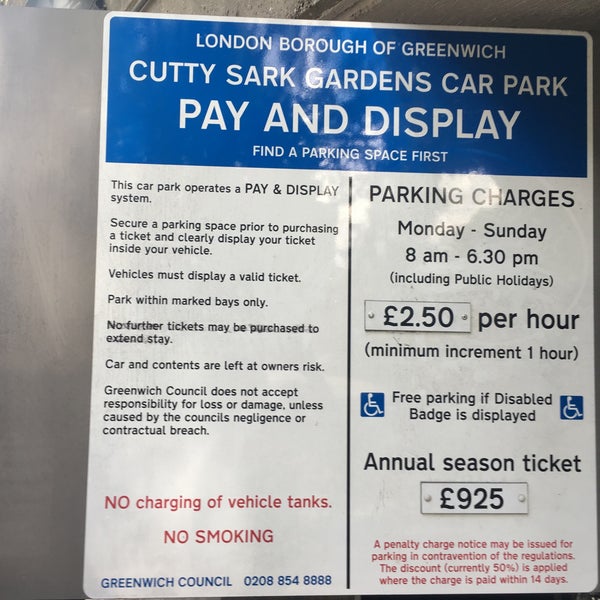 LONDON BOROUGH OF GREENWICH
CUTTY SARK GARDENS CAR PARK
PAY AND DISPLAY
FIND A PARKING SPACE FIRST
This car park operates a PAY & DISPLAY
system.
Secure a parking space prior to purchasing
a ticket and clearly display your ticket
inside your vehicle.
Vehicles must display a valid ticket.
Park within marked bays only.
No further tickets may be purchased to
extend stay.
Car and contents are left at owners risk.
Greenwich Council does not accept
responsibility for loss or damage, unless
caused by the councils negligence or
contractual breach.
NO charging of vehicle tanks.
NO SMOKING
GREENWICH COUNCIL 0208 854 8888
PARKING CHARGES
Monday - Sunday
8 am - 6.30 pm
(including Public Holidays)
£2.50 per hour
(minimum increment 1 hour)
Free parking if Disabled
Badge is displayed
Annual season ticket
£925
A penalty charge notice may be issued for
parking in contravention of the regulations.
The discount (currently 50%) is applied
where the charge is paid within 14 days.